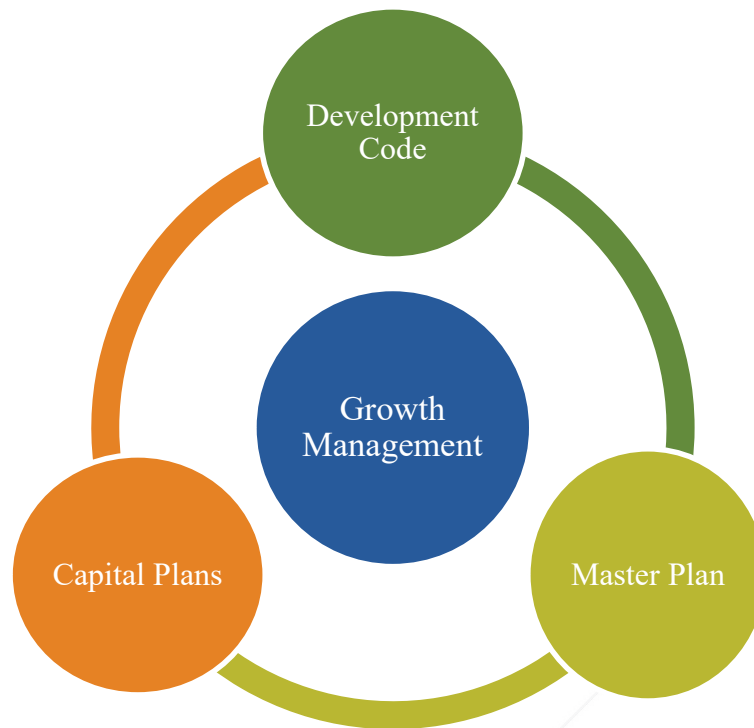 Development
Code
Growth
Management
Capital Plans
Master Plan